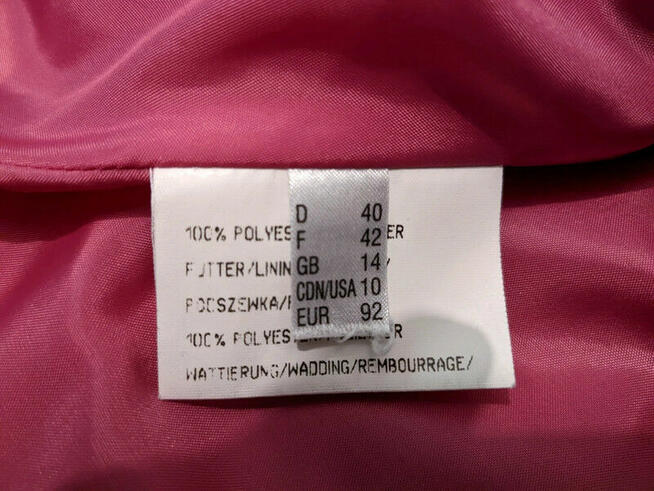 D 40
F 42
GB 14
CDN/USA 10
EUR 92
100% POLYES ER
FUTTER/LININ /
PODSZEWKA/
100% POLYES ER
WATTIERUNG/WADDING/REMBOURRAGE/